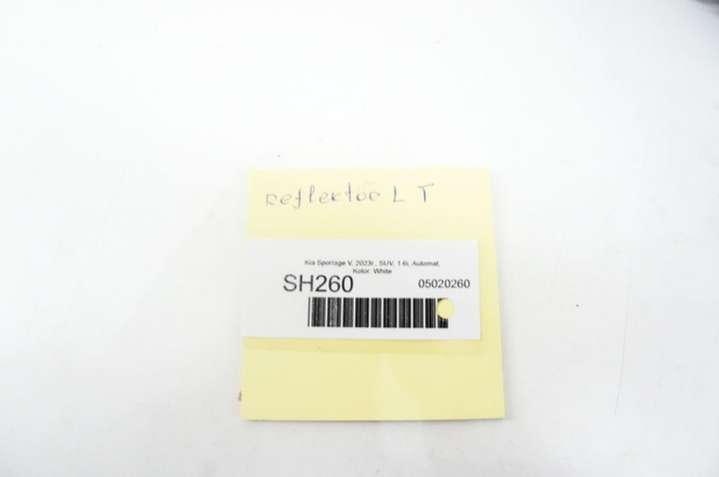 reflektor L T
Kia Sportage V, 2023r., SUV, 1.6i, Automat,
Kolor: White
SH260 05020260